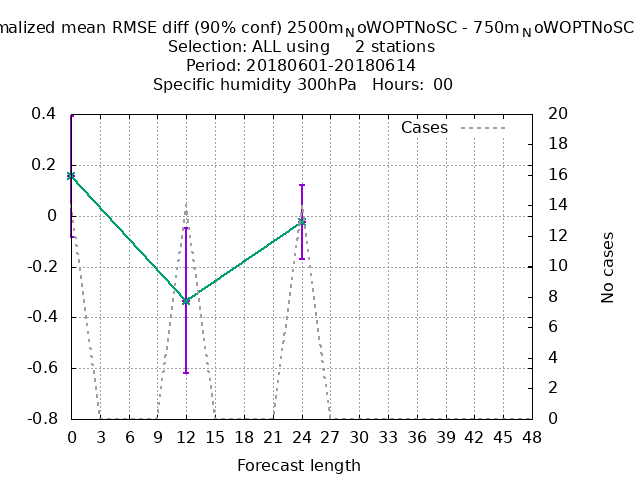 malized mean RMSE diff (90% conf) 2500mNoWOPTNoSC - 750mNoWOPTNoSC
Selection: ALL using 2 stations
Period: 20180601-20180614
Specific humidity 300hPa Hours: 00
Cases
0.4
0.2
0
-0.2
-0.4
-0.6
-0.8
20
18
16
14
12
10
8
6
4
2
0
No cases
0 3 6 9 12 15 18 21 24 27 30 33 36 39 42 45 48
Forecast length